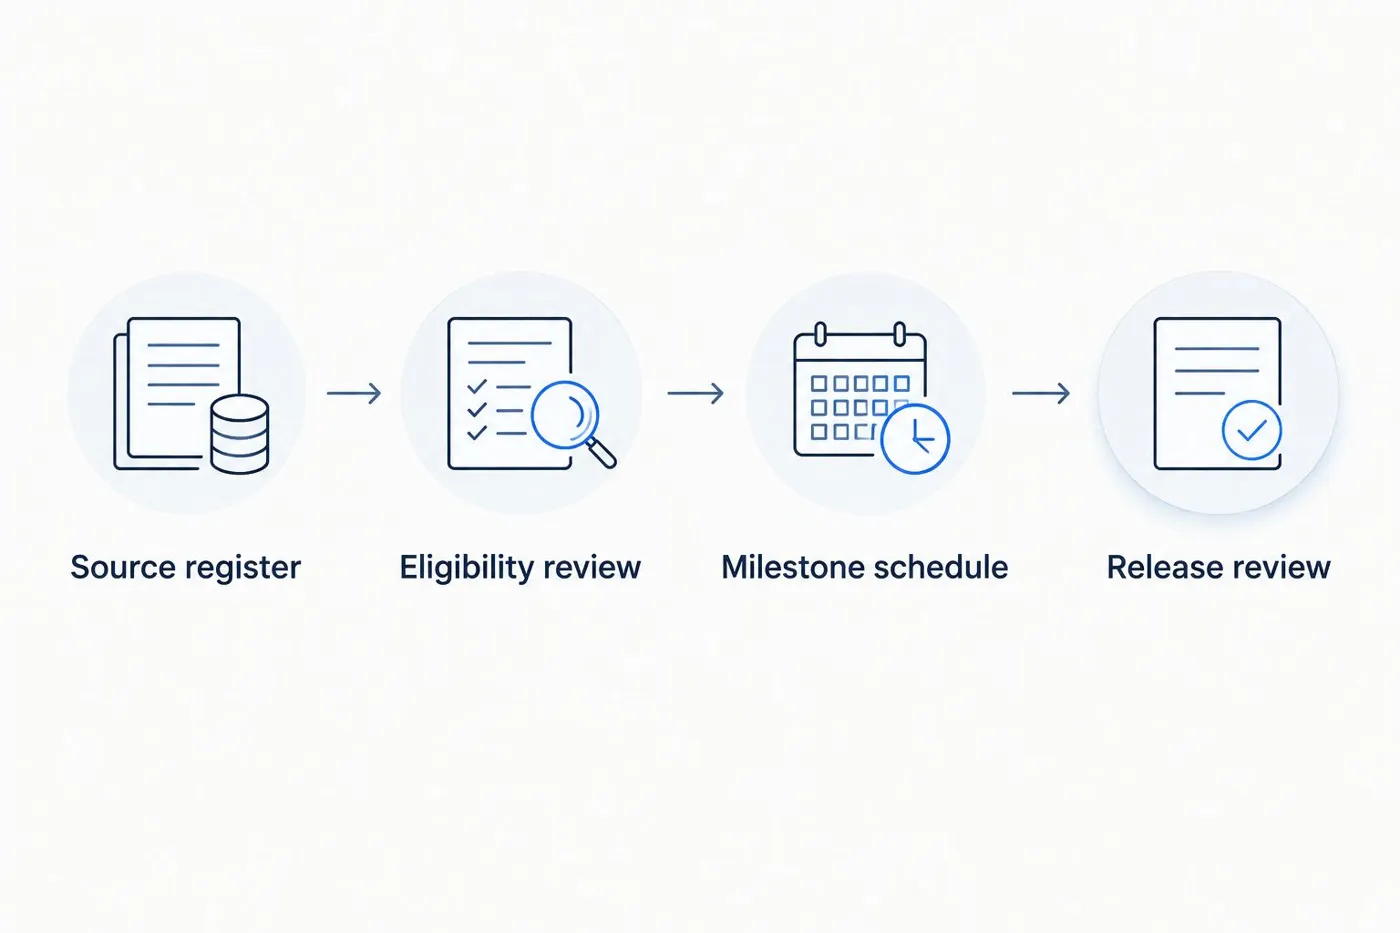 Source register
Eligibility review
Milestone schedule
Release review